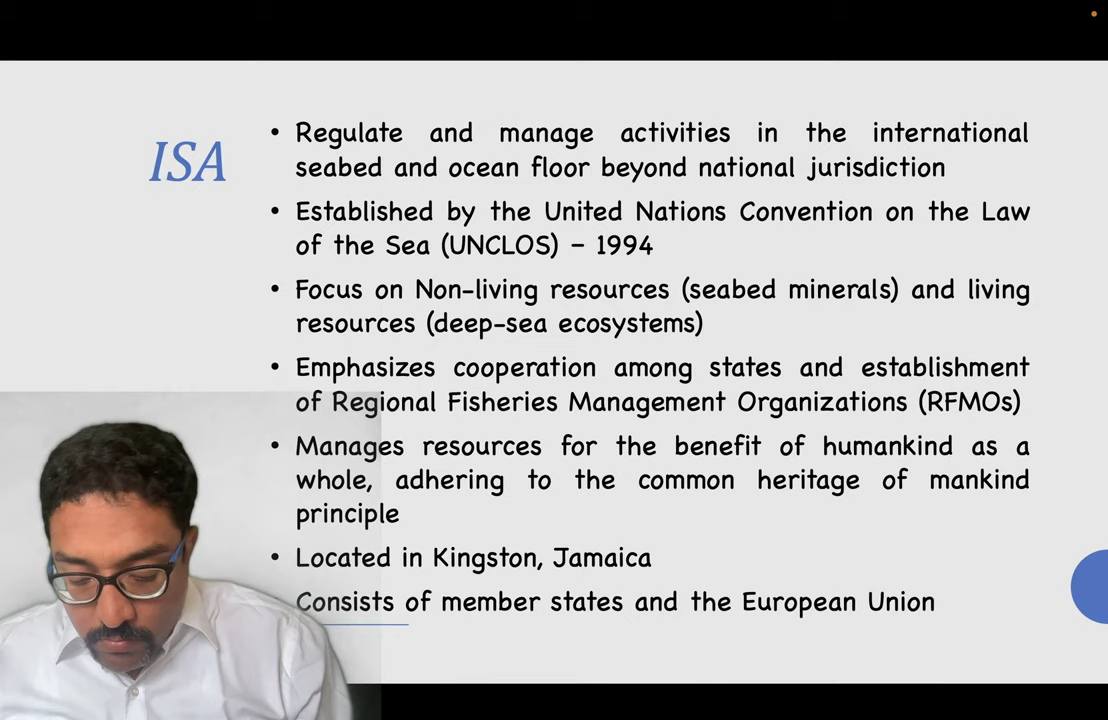 ISA
• Regulate and manage activities in the international
seabed and ocean floor beyond national jurisdiction
• Established by the United Nations Convention on the Law
of the Sea (UNCLOS) – 1994
• Focus on Non-living resources (seabed minerals) and living
resources (deep-sea ecosystems)
• Emphasizes cooperation among states and establishment
of Regional Fisheries Management Organizations (RFMOs)
• Manages resources for the benefit of humankind as a
whole, adhering to the common heritage of mankind
principle
• Located in Kingston, Jamaica
Consists of member states and the European Union